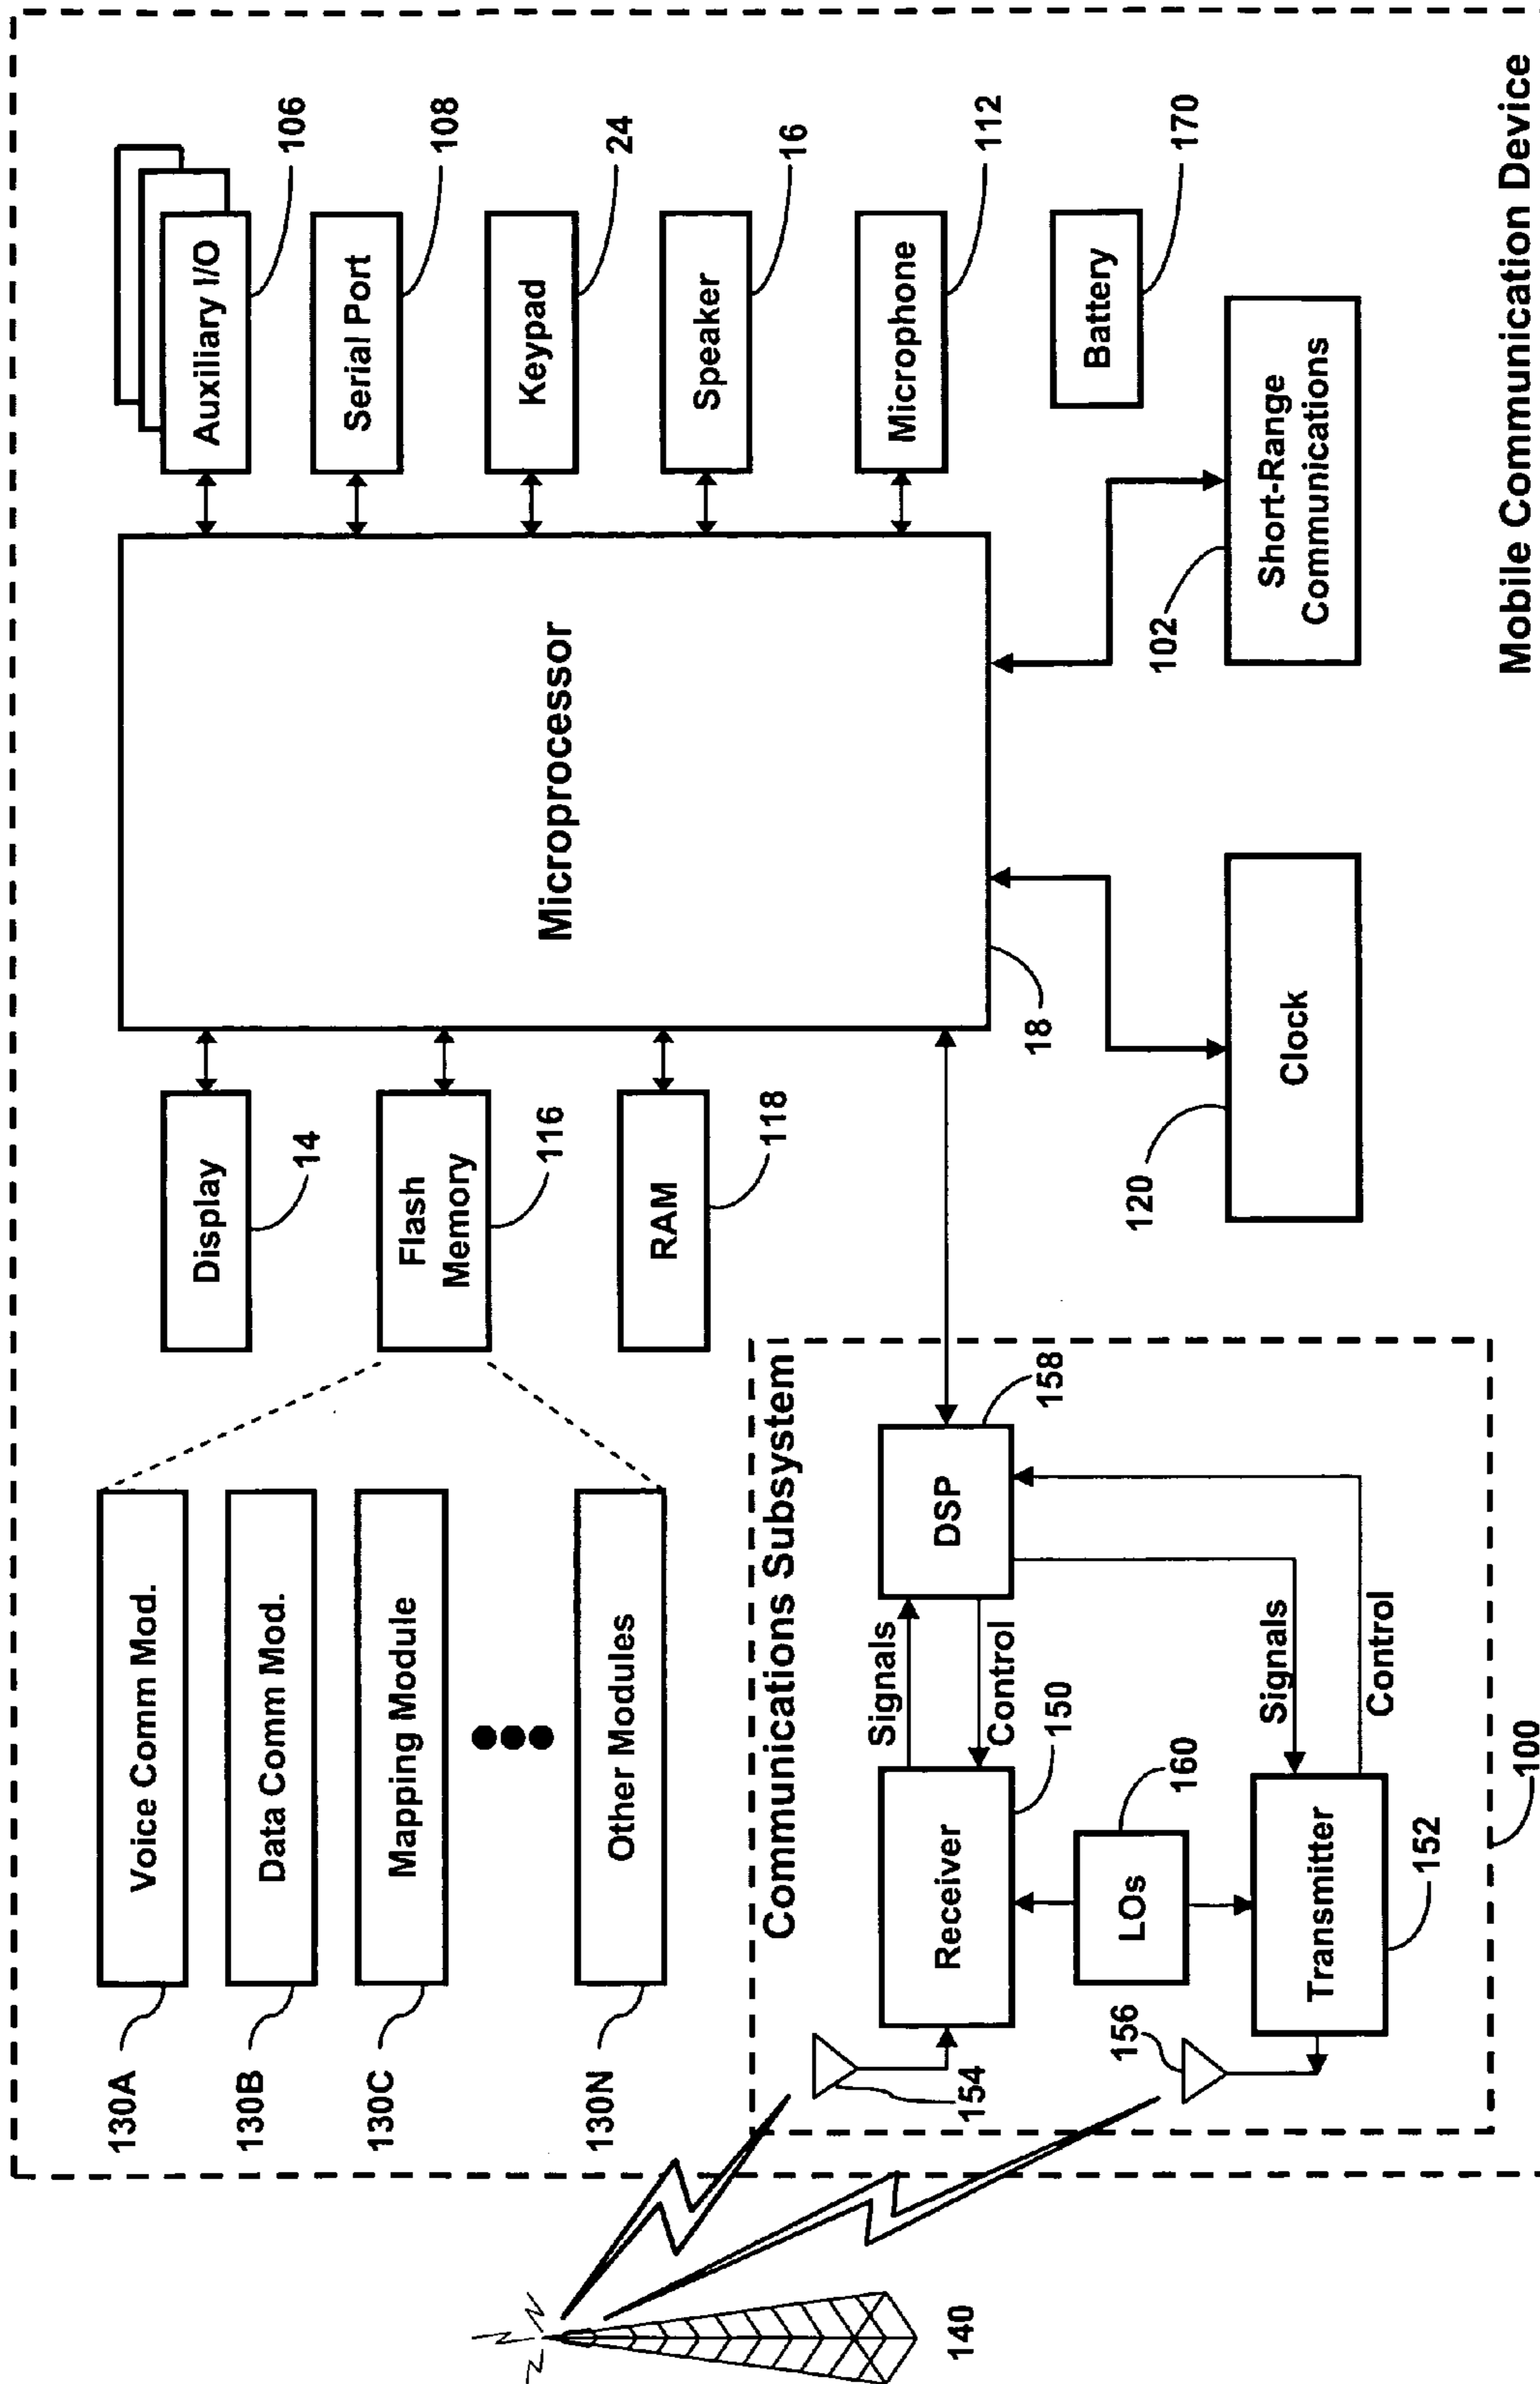 Mobile Communication Device
130A
Voice Comm Mod.
130B
Data Comm Mod.
130C
Mapping Module
130N
Other Modules
Display
14
Flash
Memory
116
RAM
118
Microprocessor
18
Auxiliary I/O
106
Serial Port
108
Keypad
24
Speaker
16
Microphone
112
Battery
170
Short-Range
Communications
102
Clock
120
Communications Subsystem
Receiver
150
Signals
Control
DSP
158
LOs
160
Transmitter
152
Signals
Control
154
156
100
140